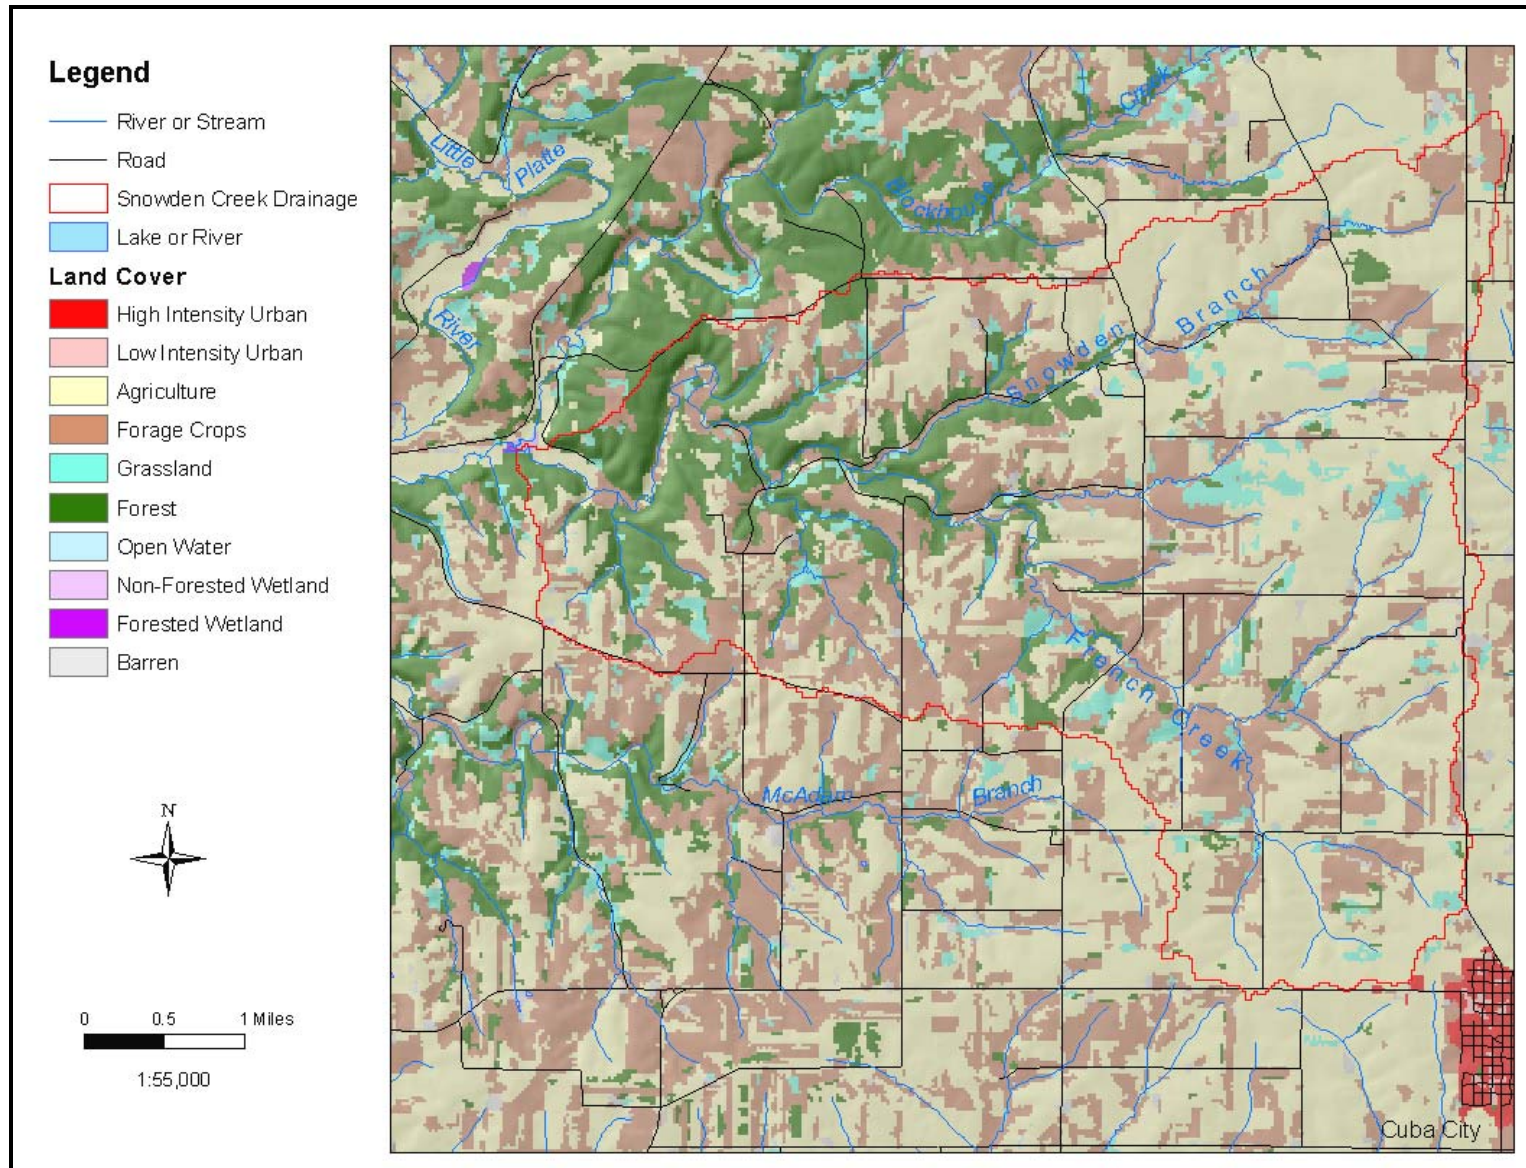 Legend
River or Stream
Road
Snowden Creek Drainage
Lake or River
Land Cover
High Intensity Urban
Low Intensity Urban
Agriculture
Forage Crops
Grassland
Forest
Open Water
Non-Forested Wetland
Forested Wetland
Barren
N
0 0.5 1 Miles
1:55,000
Little
Platte
River
Blockhouse
Creek
Snowden
Branch
French
Creek
McAdam
Branch
Cuba City